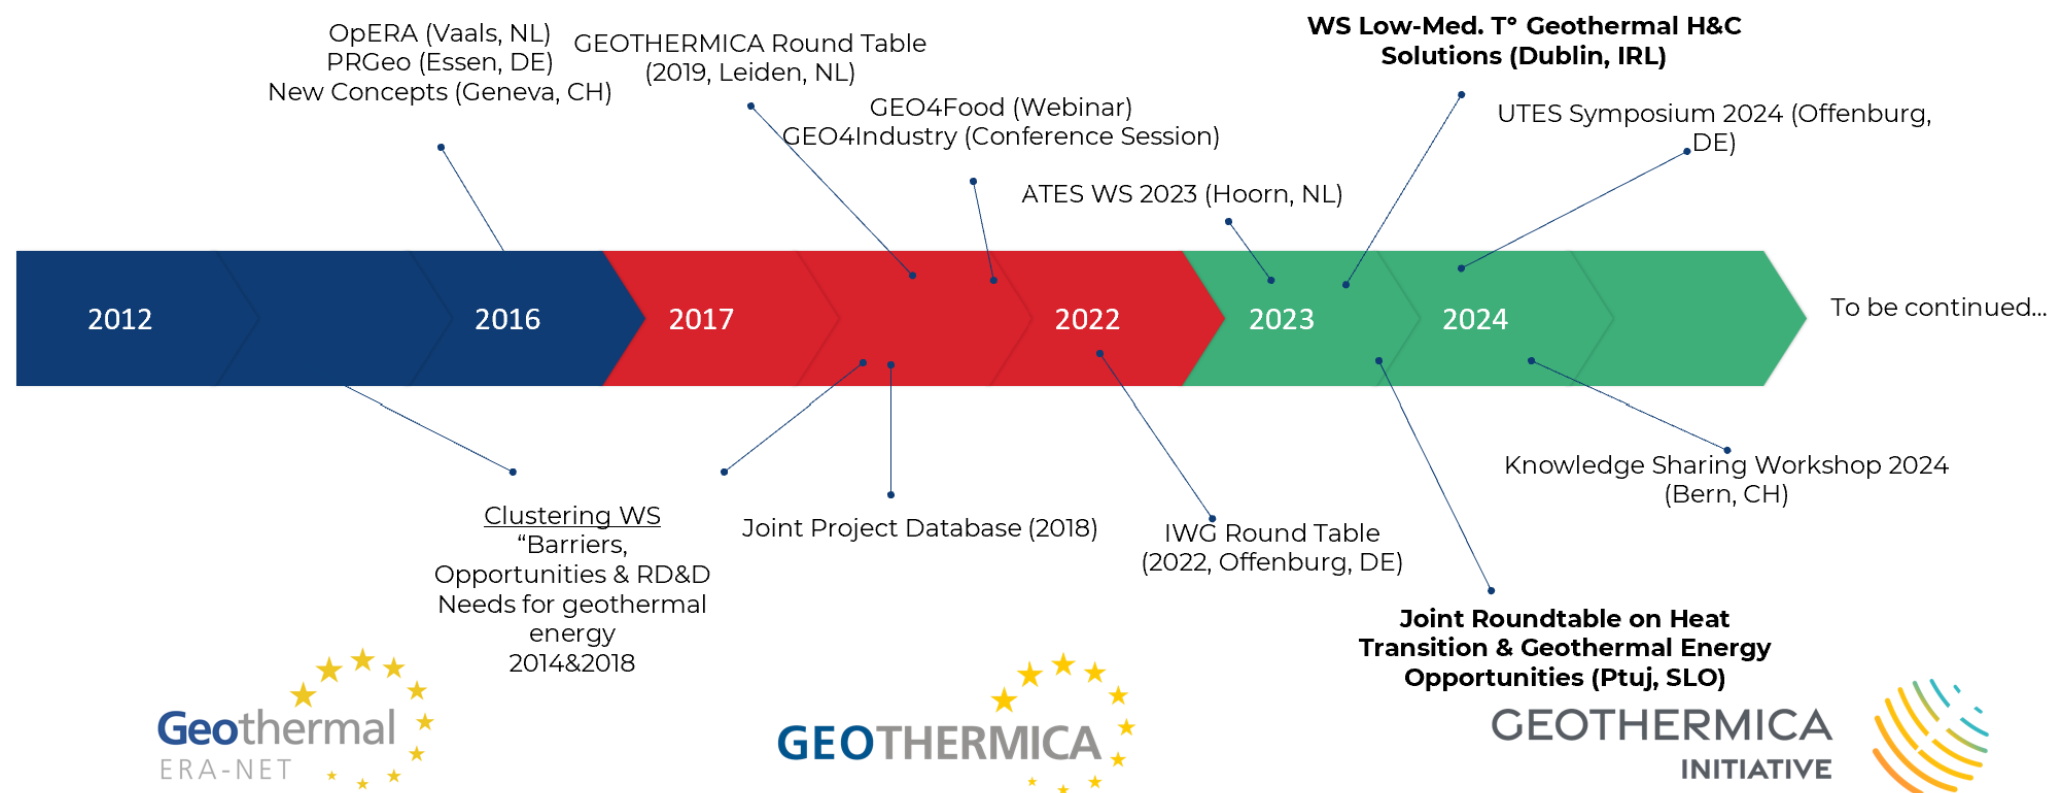 OpERA (Vaals, NL)
PRGeo (Essen, DE)
New Concepts (Geneva, CH)
GEOTHERMICA Round Table
(2019, Leiden, NL)
GEO4Food (Webinar)
GEO4Industry (Conference Session)
ATES WS 2023 (Hoorn, NL)
WS Low-Med. T° Geothermal H&C
Solutions (Dublin, IRL)
UTES Symposium 2024 (Offenburg,
DE)
2012
2016
2017
2022
2023
2024
To be continued...
Clustering WS
“Barriers,
Opportunities & RD&D
Needs for geothermal
energy
2014&2018
Joint Project Database (2018)
IWG Round Table
(2022, Offenburg, DE)
Joint Roundtable on Heat
Transition & Geothermal Energy
Opportunities (Ptuj, SLO)
Knowledge Sharing Workshop 2024
(Bern, CH)
Geothermal
ERA-NET
GEOTHERMICA
GEOTHERMICA
INITIATIVE